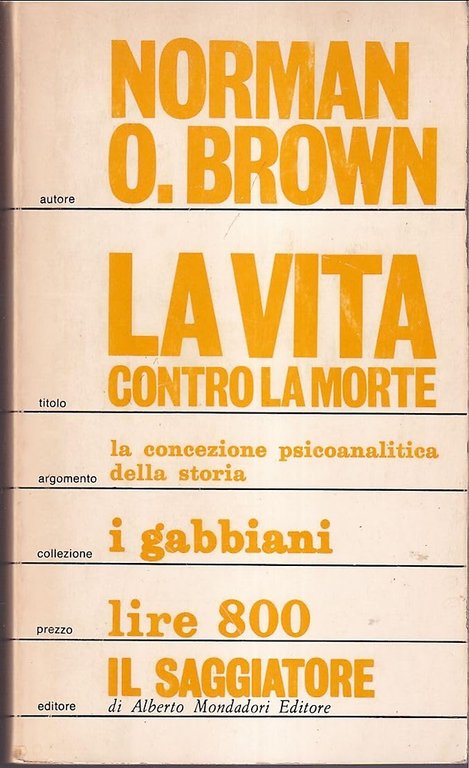 NORMAN
O. BROWN
autore
LA VITA
CONTRO LA MORTE
titolo
la concezione psicoanalitica
della storia
argomento
i gabbiani
collezione
lire 800
prezzo
IL SAGGIATORE
di Alberto Mondadori Editore
editore